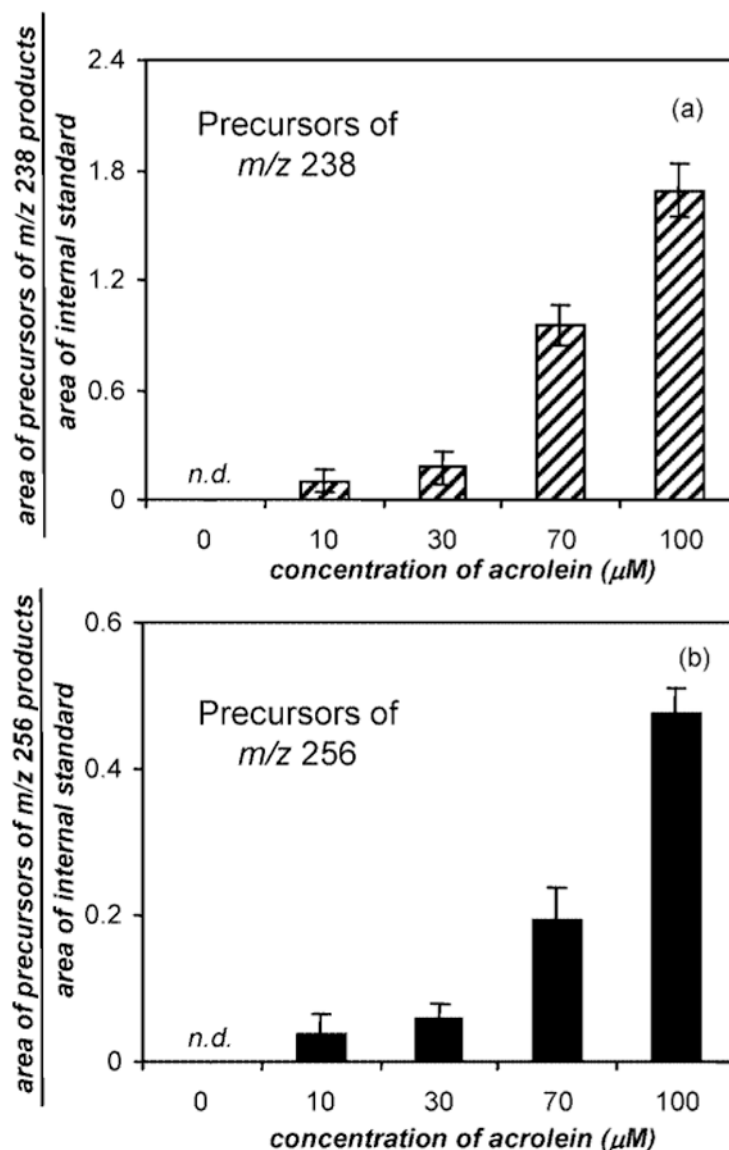 area of precursors of m/z 238 products
area of internal standard
2.4
1.8
1.2
0.6
0
Precursors of
m/z 238
(a)
n.d.
0 10 30 70 100
concentration of acrolein (μM)
area of precursors of m/z 256 products
area of internal standard
0.6
0.4
0.2
0
Precursors of
m/z 256
(b)
n.d.
0 10 30 70 100
concentration of acrolein (μM)